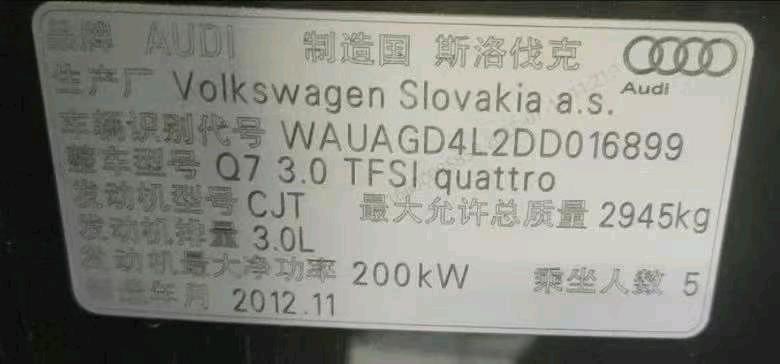 品牌 AUDI 制造国 斯洛伐克
Audi
生产厂 Volkswagen Slovakia a.s.
车辆识别代号 WAUAGD4L2DD016899
整车型号 Q7 3.0 TFSI quattro
发动机型号 CJT 最大允许总质量 2945kg
发动机排量 3.0L
发动机最大净功率 200kW 乘坐人数 5
年月 2012.11